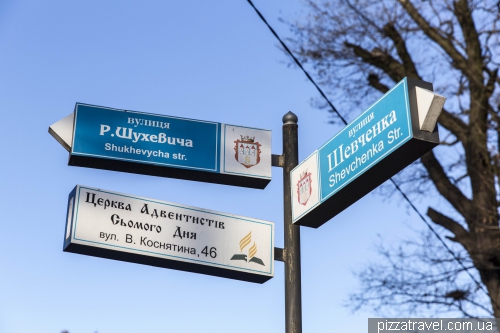 вулиця
Р.Шухевича
Shukhevycha str.
вулиця
Шевченка
Shevchenka Str.
Церква Адвентистів
Сьомого Дня
вул. В. Коснятина, 46
pizzatravel.com.ua